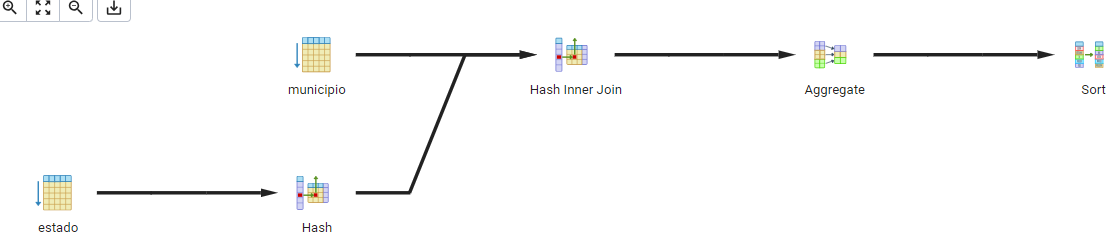 municipio
Hash Inner Join
Aggregate
Sort
estado
Hash